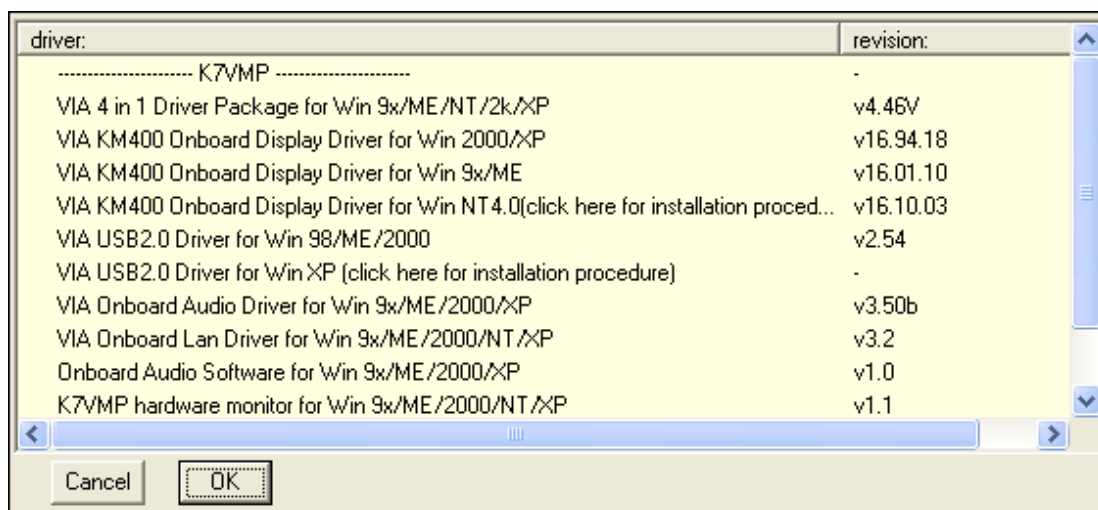 driver: revision:
----------------------- K7VMP ----------------------- -
VIA 4 in 1 Driver Package for Win 9x/ME/NT/2k/XP v4.46V
VIA KM400 Onboard Display Driver for Win 2000/XP v16.94.18
VIA KM400 Onboard Display Driver for Win 9x/ME v16.01.10
VIA KM400 Onboard Display Driver for Win NT4.0(click here for installation proced... v16.10.03
VIA USB2.0 Driver for Win 98/ME/2000 v2.54
VIA USB2.0 Driver for Win XP (click here for installation procedure) -
VIA Onboard Audio Driver for Win 9x/ME/2000/XP v3.50b
VIA Onboard Lan Driver for Win 9x/ME/2000/NT/XP v3.2
Onboard Audio Software for Win 9x/ME/2000/XP v1.0
K7VMP hardware monitor for Win 9x/ME/2000/NT/XP v1.1
Cancel OK